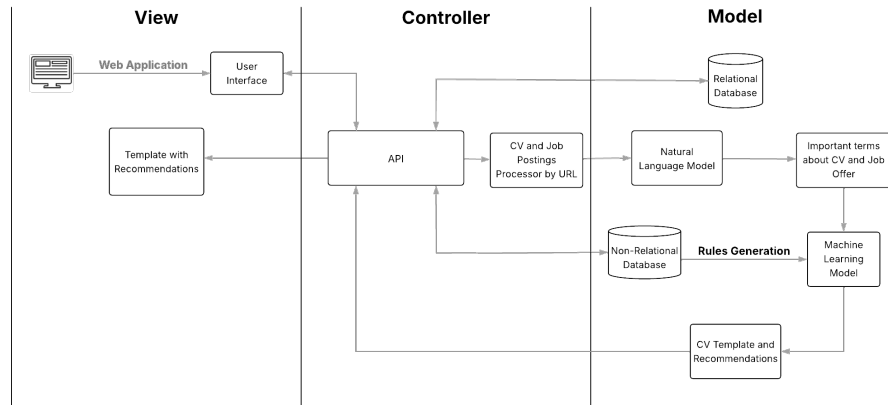 View
Controller
Model
Web Application
User
Interface
Relational
Database
Template with
Recommendations
API
CV and Job
Postings
Processor by URL
Natural
Language Model
Important terms
about CV and Job
Offer
Non-Relational
Database
Rules Generation
Machine
Learning
Model
CV Template and
Recommendations